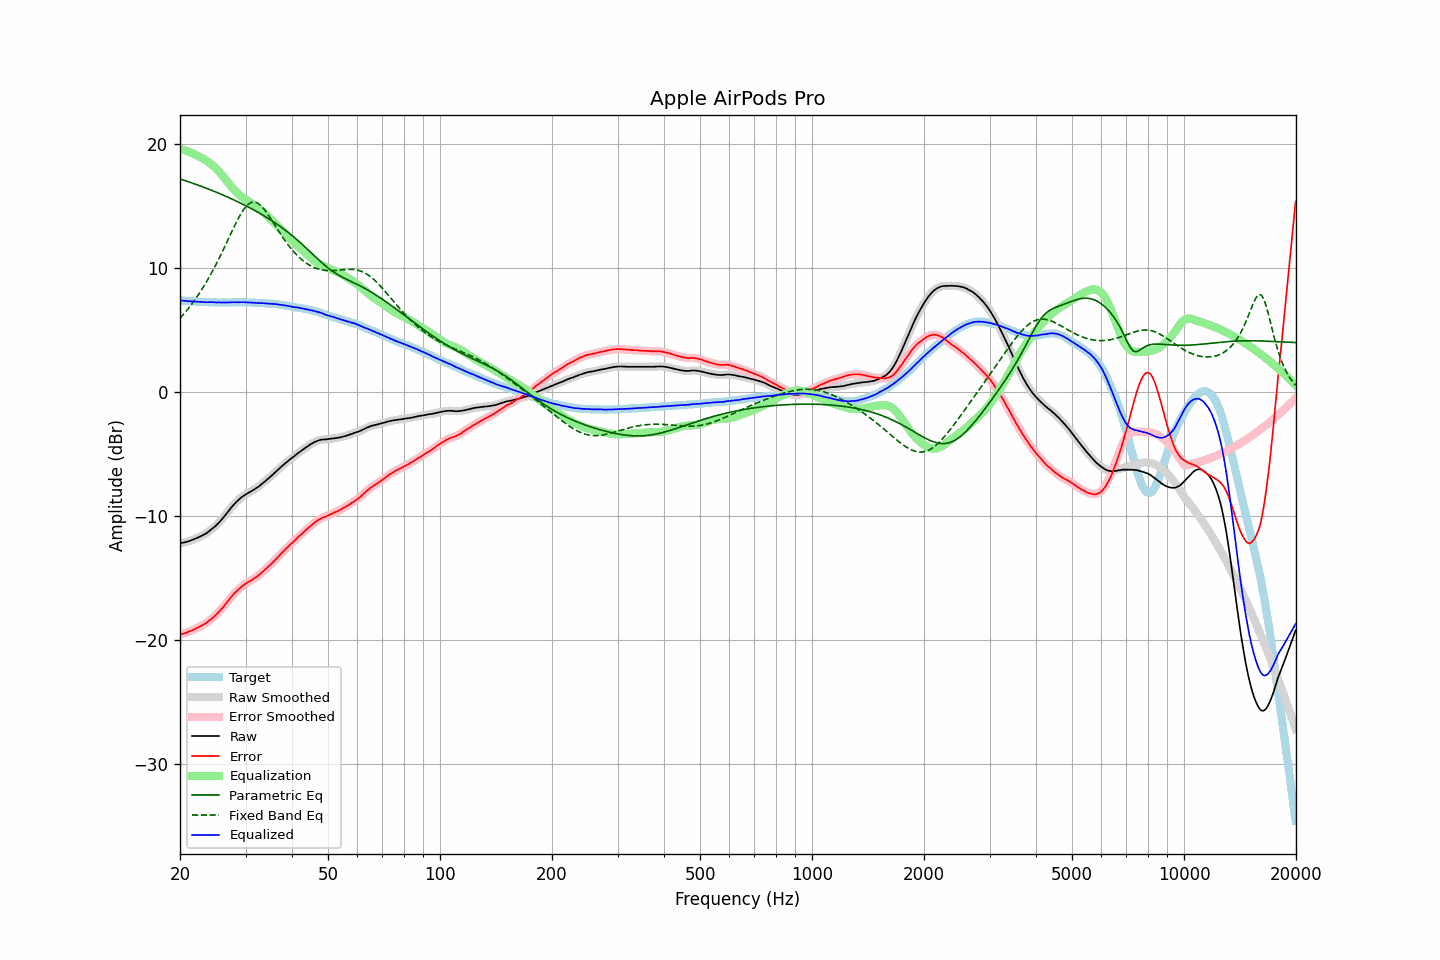 Apple AirPods Pro
20
10
0
−10
−20
−30
Amplitude (dBr)
Target
Raw Smoothed
Error Smoothed
Raw
Error
Equalization
Parametric Eq
Fixed Band Eq
Equalized
20 50 100 200 500 1000 2000 5000 10000 20000
Frequency (Hz)